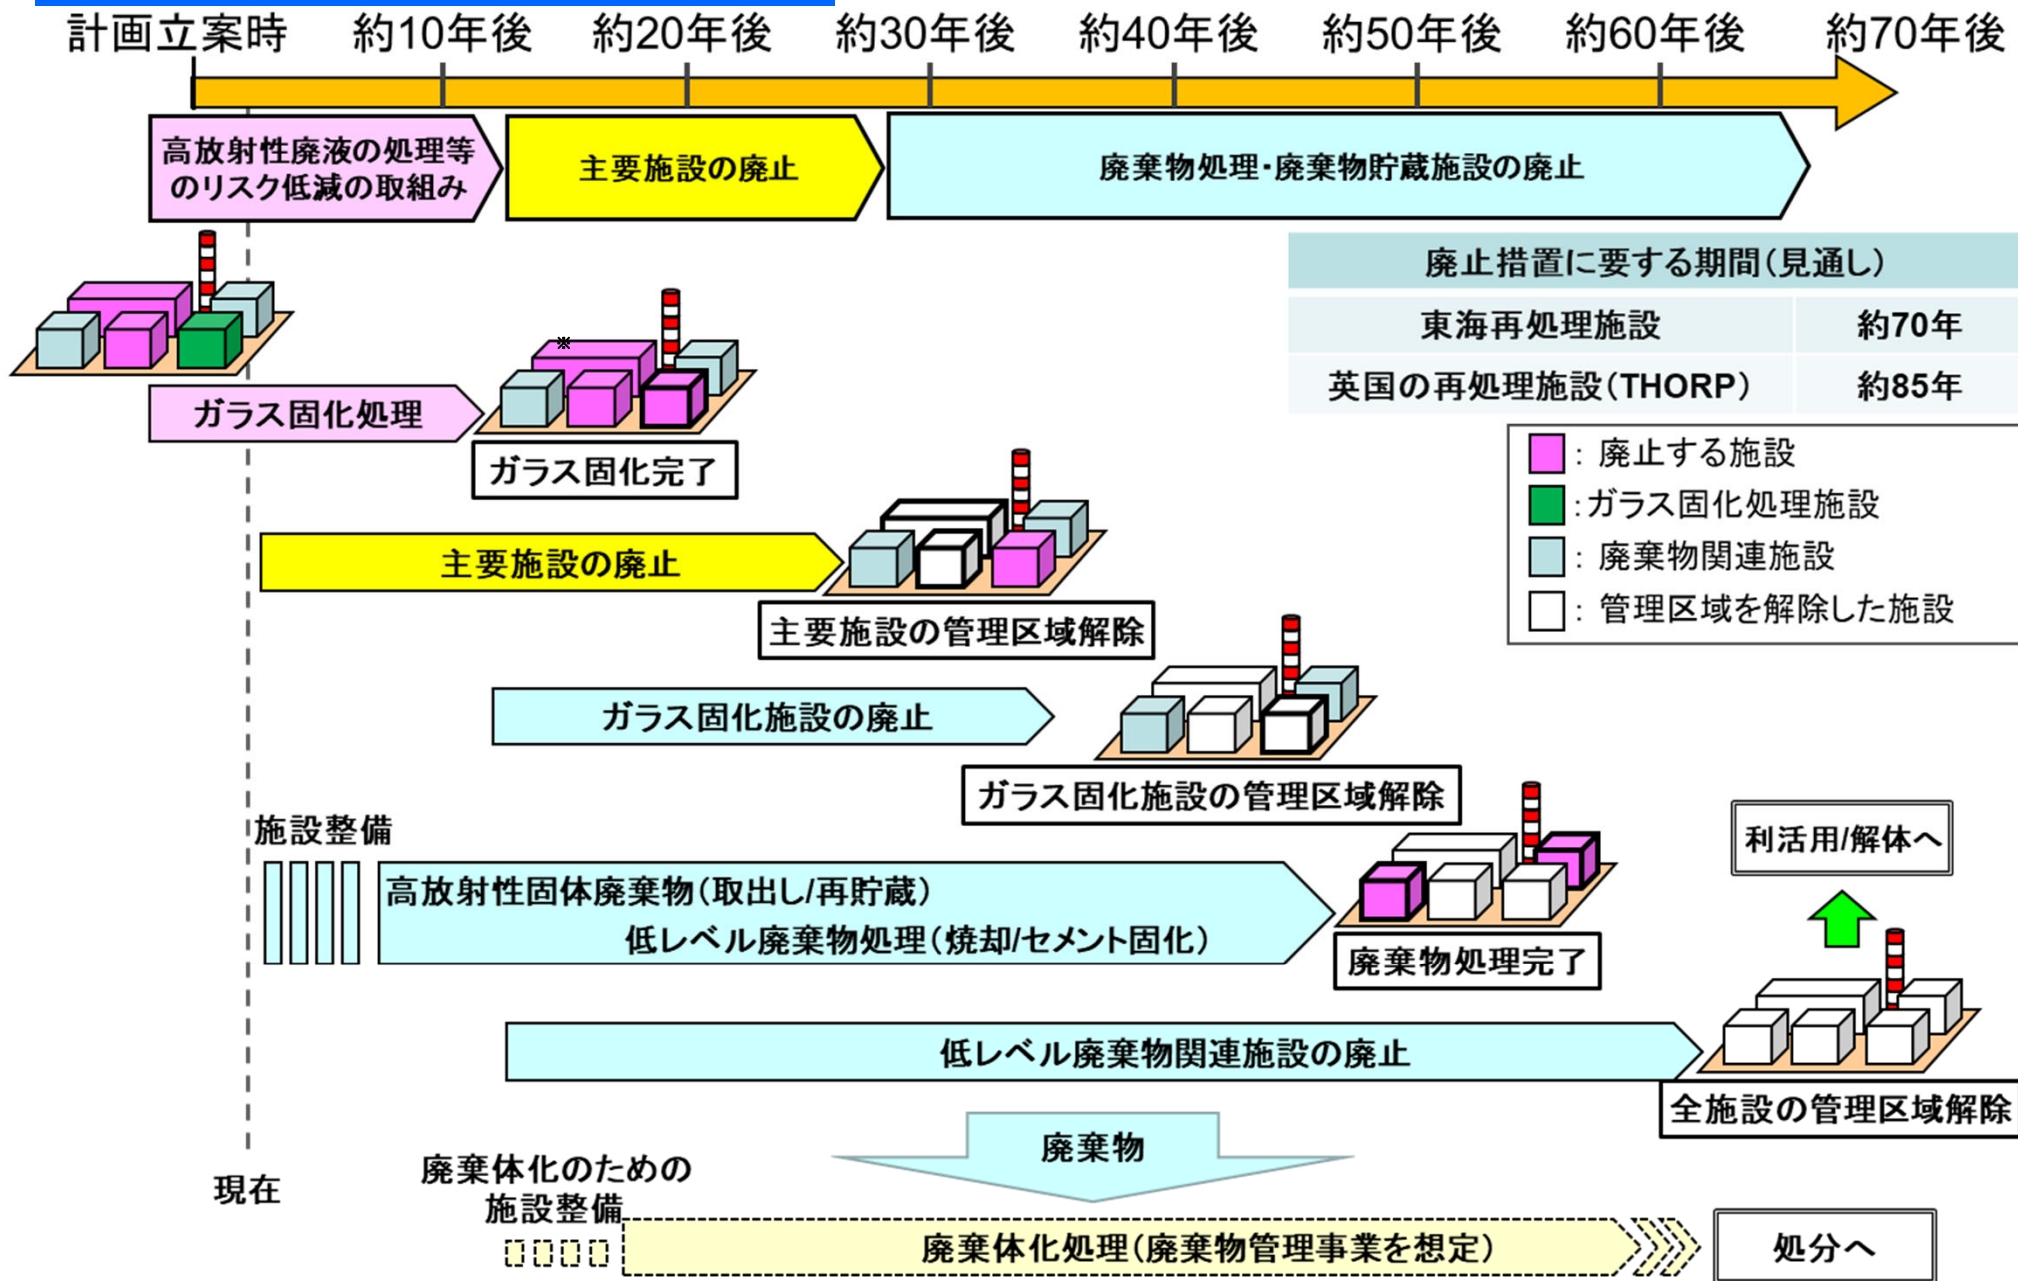 計画立案時 約10年後 約20年後 約30年後 約40年後 約50年後 約60年後 約70年後
高放射性廃液の処理等
のリスク低減の取組み
主要施設の廃止
廃棄物処理・廃棄物貯蔵施設の廃止
廃止措置に要する期間(見通し)
東海再処理施設 約70年
英国の再処理施設(THORP) 約85年
※
ガラス固化処理
ガラス固化完了
：廃止する施設
：ガラス固化処理施設
：廃棄物関連施設
：管理区域を解除した施設
主要施設の廃止
主要施設の管理区域解除
ガラス固化施設の廃止
ガラス固化施設の管理区域解除
施設整備
高放射性固体廃棄物(取出し/再貯蔵)
低レベル廃棄物処理(焼却/セメント固化)
廃棄物処理完了
利活用/解体へ
低レベル廃棄物関連施設の廃止
全施設の管理区域解除
廃棄物
現在
廃棄体化のための
施設整備
廃棄体化処理(廃棄物管理事業を想定)
処分へ